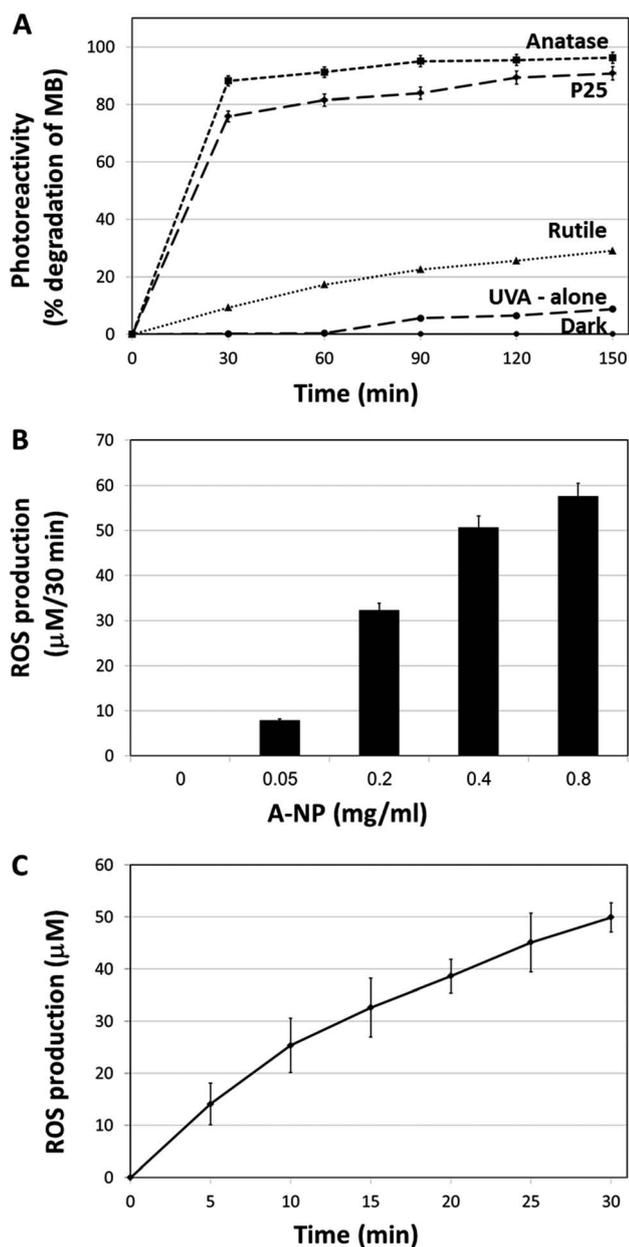 A
Photoreactivity
(% degradation of MB)
100
80
60
40
20
0
Anatase
P25
Rutile
UVA - alone
Dark
0 30 60 90 120 150
Time (min)
B
ROS production
(μM/30 min)
70
60
50
40
30
20
10
0
0 0.05 0.2 0.4 0.8
A-NP (mg/ml)
C
ROS production (μM)
60
50
40
30
20
10
0
0 5 10 15 20 25 30
Time (min)